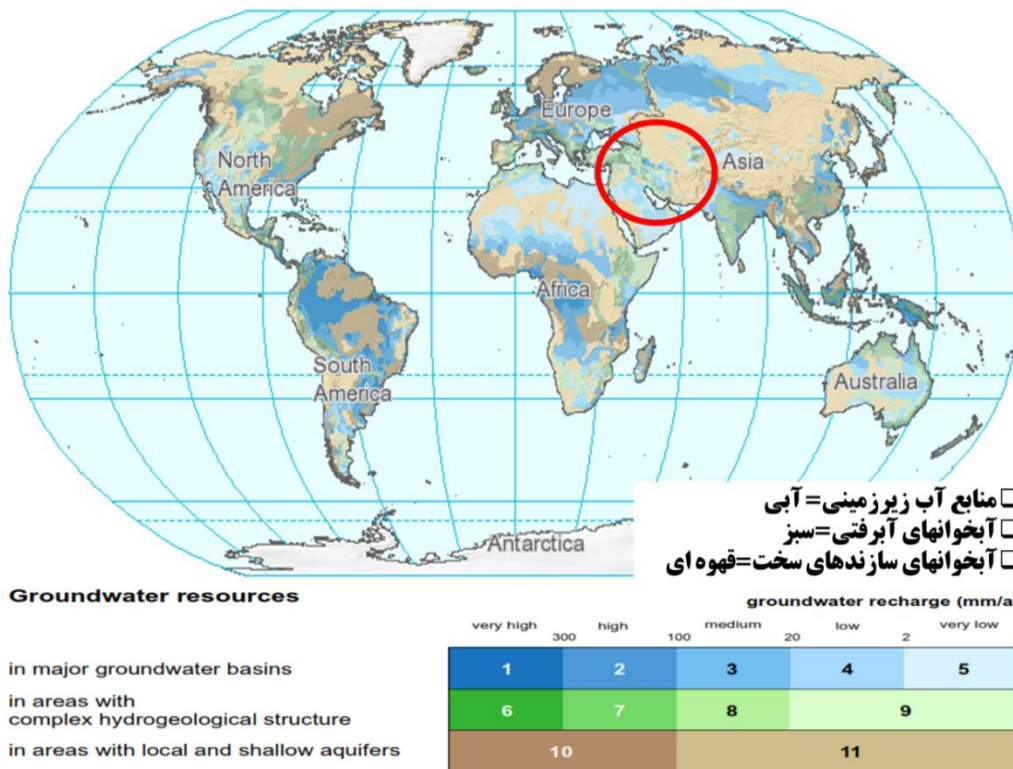 Europe
North
America
Asia
Africa
South
America
Australia
□منابع آب زیرزمینی=آبی
□آبخوانهای آبرفتی=سبز
□آبخوانهای سازندهای سخت=قهوه ای
Antarctica
Groundwater resources
groundwater recharge (mm/a
very high 300 high 100 medium 20 low 2 very low
in major groundwater basins 1 2 3 4 5
in areas with
complex hydrogeological structure 6 7 8 9
in areas with local and shallow aquifers 10 11